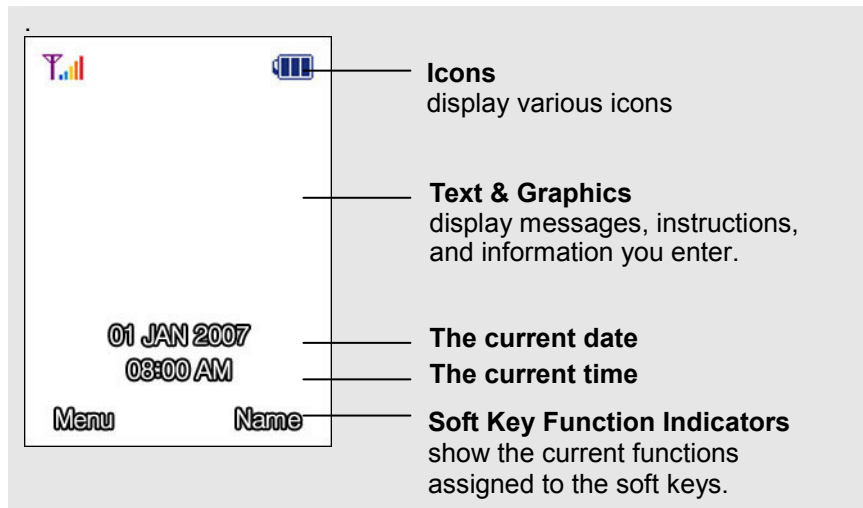 .
Icons
display various icons
Text & Graphics
display messages, instructions,
and information you enter.
01 JAN 2007
The current date
08:00 AM
The current time
Menu Name
Soft Key Function Indicators
show the current functions
assigned to the soft keys.